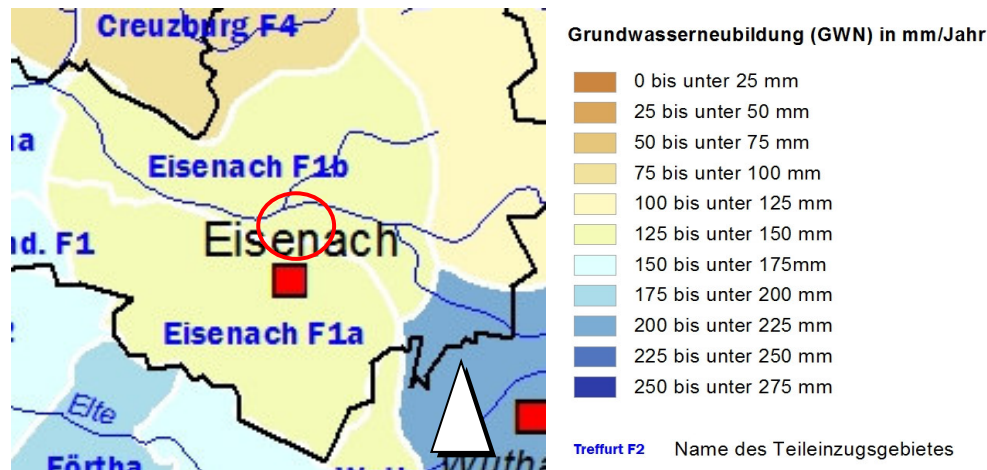 Creuzburg F4
a
Eisenach F1b
Eisenach
d. F1
Eisenach F1a
Elte
Förtha
Wutha
Grundwasserneubildung (GWN) in mm/Jahr
0 bis unter 25 mm
25 bis unter 50 mm
50 bis unter 75 mm
75 bis unter 100 mm
100 bis unter 125 mm
125 bis unter 150 mm
150 bis unter 175mm
175 bis unter 200 mm
200 bis unter 225 mm
225 bis unter 250 mm
250 bis unter 275 mm
Treffurt F2 Name des Teileinzugsgebietes